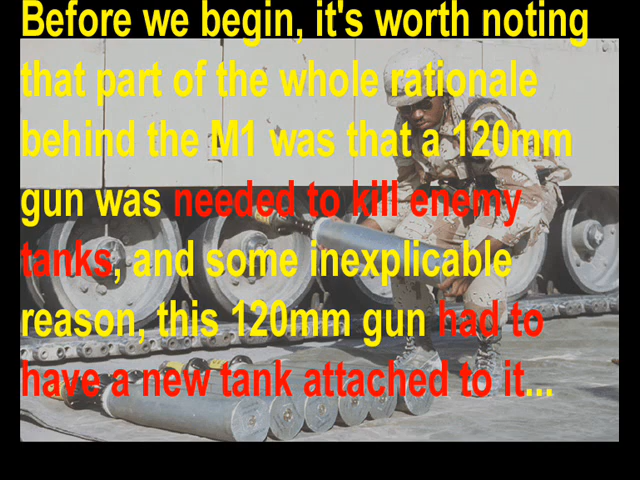 Before we begin, it's worth noting
that part of the whole rationale
behind the M1 was that a 120mm
gun was needed to kill enemy
tanks, and some inexplicable
reason, this 120mm gun had to
have a new tank attached to it...